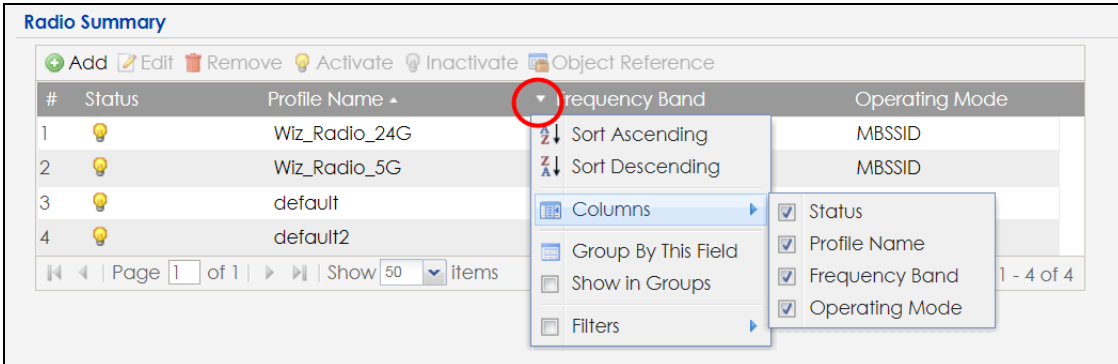 Radio Summary
Add Edit Remove Activate Inactivate Object Reference
# Status Profile Name Frequency Band Operating Mode
1 Wiz_Radio_24G MBSSID
2 Wiz_Radio_5G MBSSID
3 default
4 default2
Page 1 of 1 Show 50 items 1 - 4 of 4
Sort Ascending
Sort Descending
Columns
Group By This Field
Show in Groups
Filters
Status
Profile Name
Frequency Band
Operating Mode